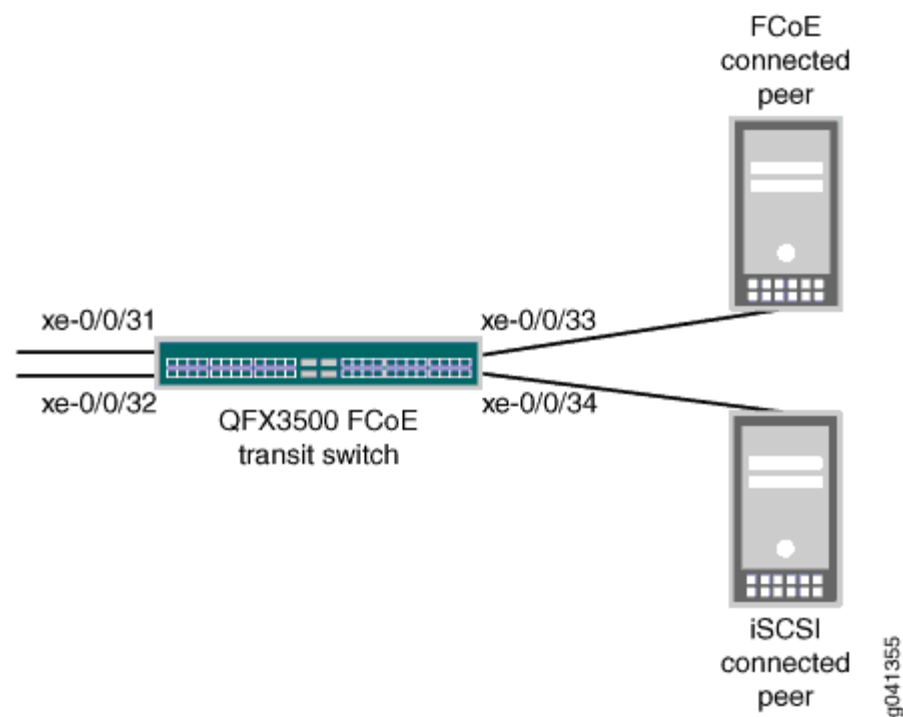 FCoE
connected
peer
xe-0/0/31
xe-0/0/33
xe-0/0/32
xe-0/0/34
QFX3500 FCoE
transit switch
iSCSI
connected
peer
g041355